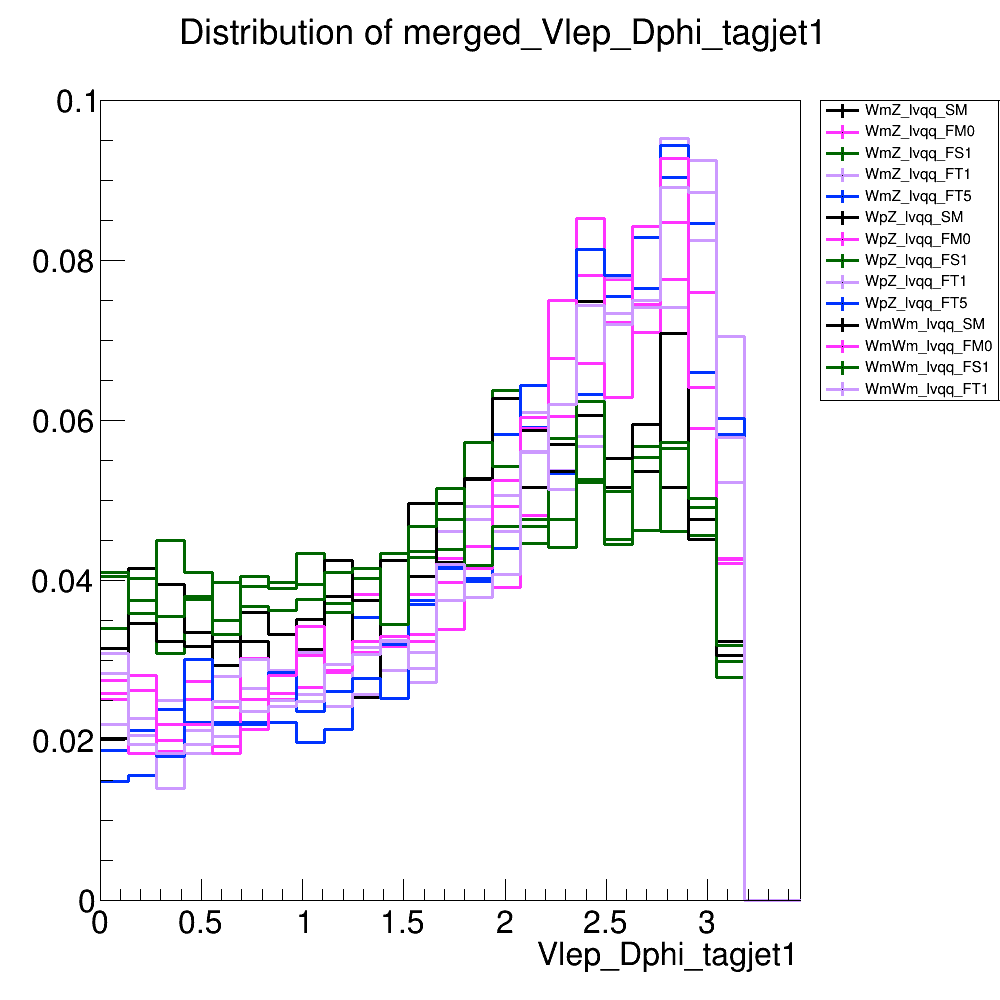 Distribution of merged_Vlep_Dphi_tagjet1
0.1
0.08
0.06
0.04
0.02
0
0 0.5 1 1.5 2 2.5 3
Vlep_Dphi_tagjet1
WmZ_lvqq_SM
WmZ_lvqq_FM0
WmZ_lvqq_FS1
WmZ_lvqq_FT1
WmZ_lvqq_FT5
WpZ_lvqq_SM
WpZ_lvqq_FM0
WpZ_lvqq_FS1
WpZ_lvqq_FT1
WpZ_lvqq_FT5
WmWm_lvqq_SM
WmWm_lvqq_FM0
WmWm_lvqq_FS1
WmWm_lvqq_FT1